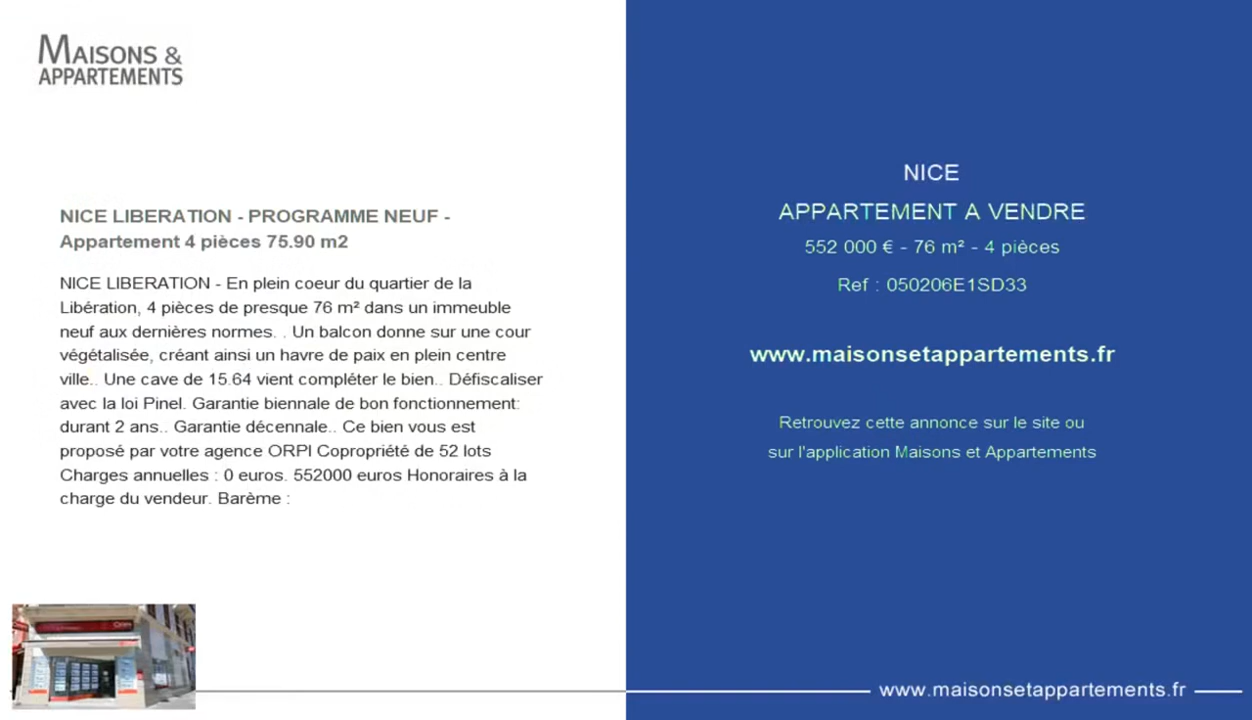 MAISONS &
APPARTEMENTS
NICE LIBERATION - PROGRAMME NEUF -
Appartement 4 pièces 75.90 m2
NICE LIBERATION - En plein coeur du quartier de la
Libération, 4 pièces de presque 76 m² dans un immeuble
neuf aux dernières normes. . Un balcon donne sur une cour
végétalisée, créant ainsi un havre de paix en plein centre
ville.. Une cave de 15.64 vient compléter le bien.. Défiscaliser
avec la loi Pinel. Garantie biennale de bon fonctionnement:
durant 2 ans.. Garantie décennale.. Ce bien vous est
proposé par votre agence ORPI Copropriété de 52 lots
Charges annuelles : 0 euros. 552000 euros Honoraires à la
charge du vendeur. Barème :
NICE
APPARTEMENT A VENDRE
552 000 € - 76 m² - 4 pièces
Ref : 050206E1SD33
www.maisonsetappartements.fr
Retrouvez cette annonce sur le site ou
sur l'application Maisons et Appartements
www.maisonsetappartements.fr